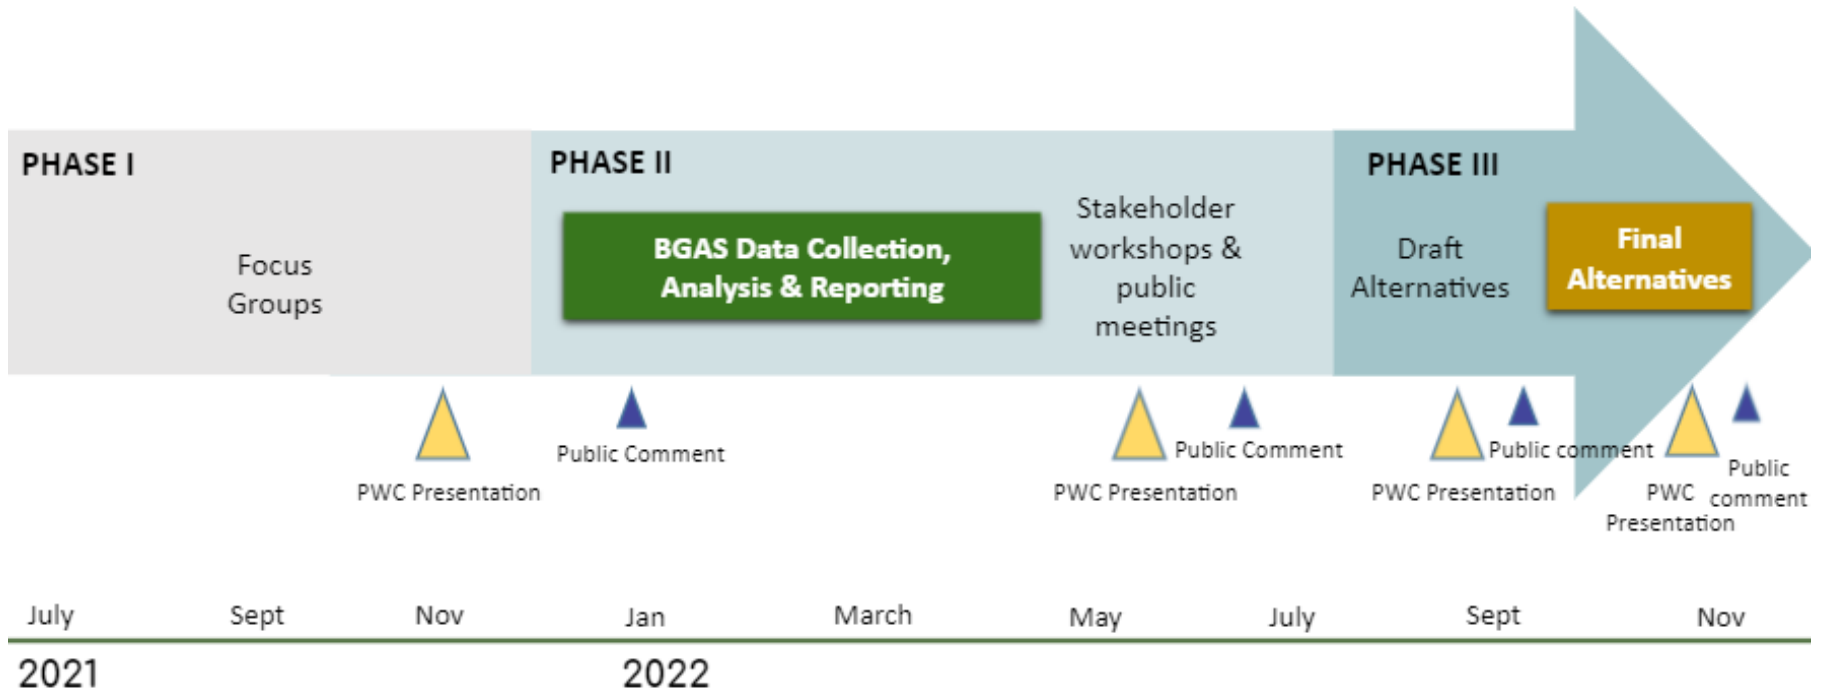 PHASE I
Focus
Groups
PHASE II
BGAS Data Collection,
Analysis & Reporting
Stakeholder
workshops &
public
meetings
PHASE III
Draft
Alternatives
Final
Alternatives
PWC Presentation
Public Comment
PWC Presentation
Public Comment
PWC Presentation
Public comment
PWC
Presentation
Public
comment
July
Sept
Nov
Jan
March
May
July
Sept
Nov
2021
2022